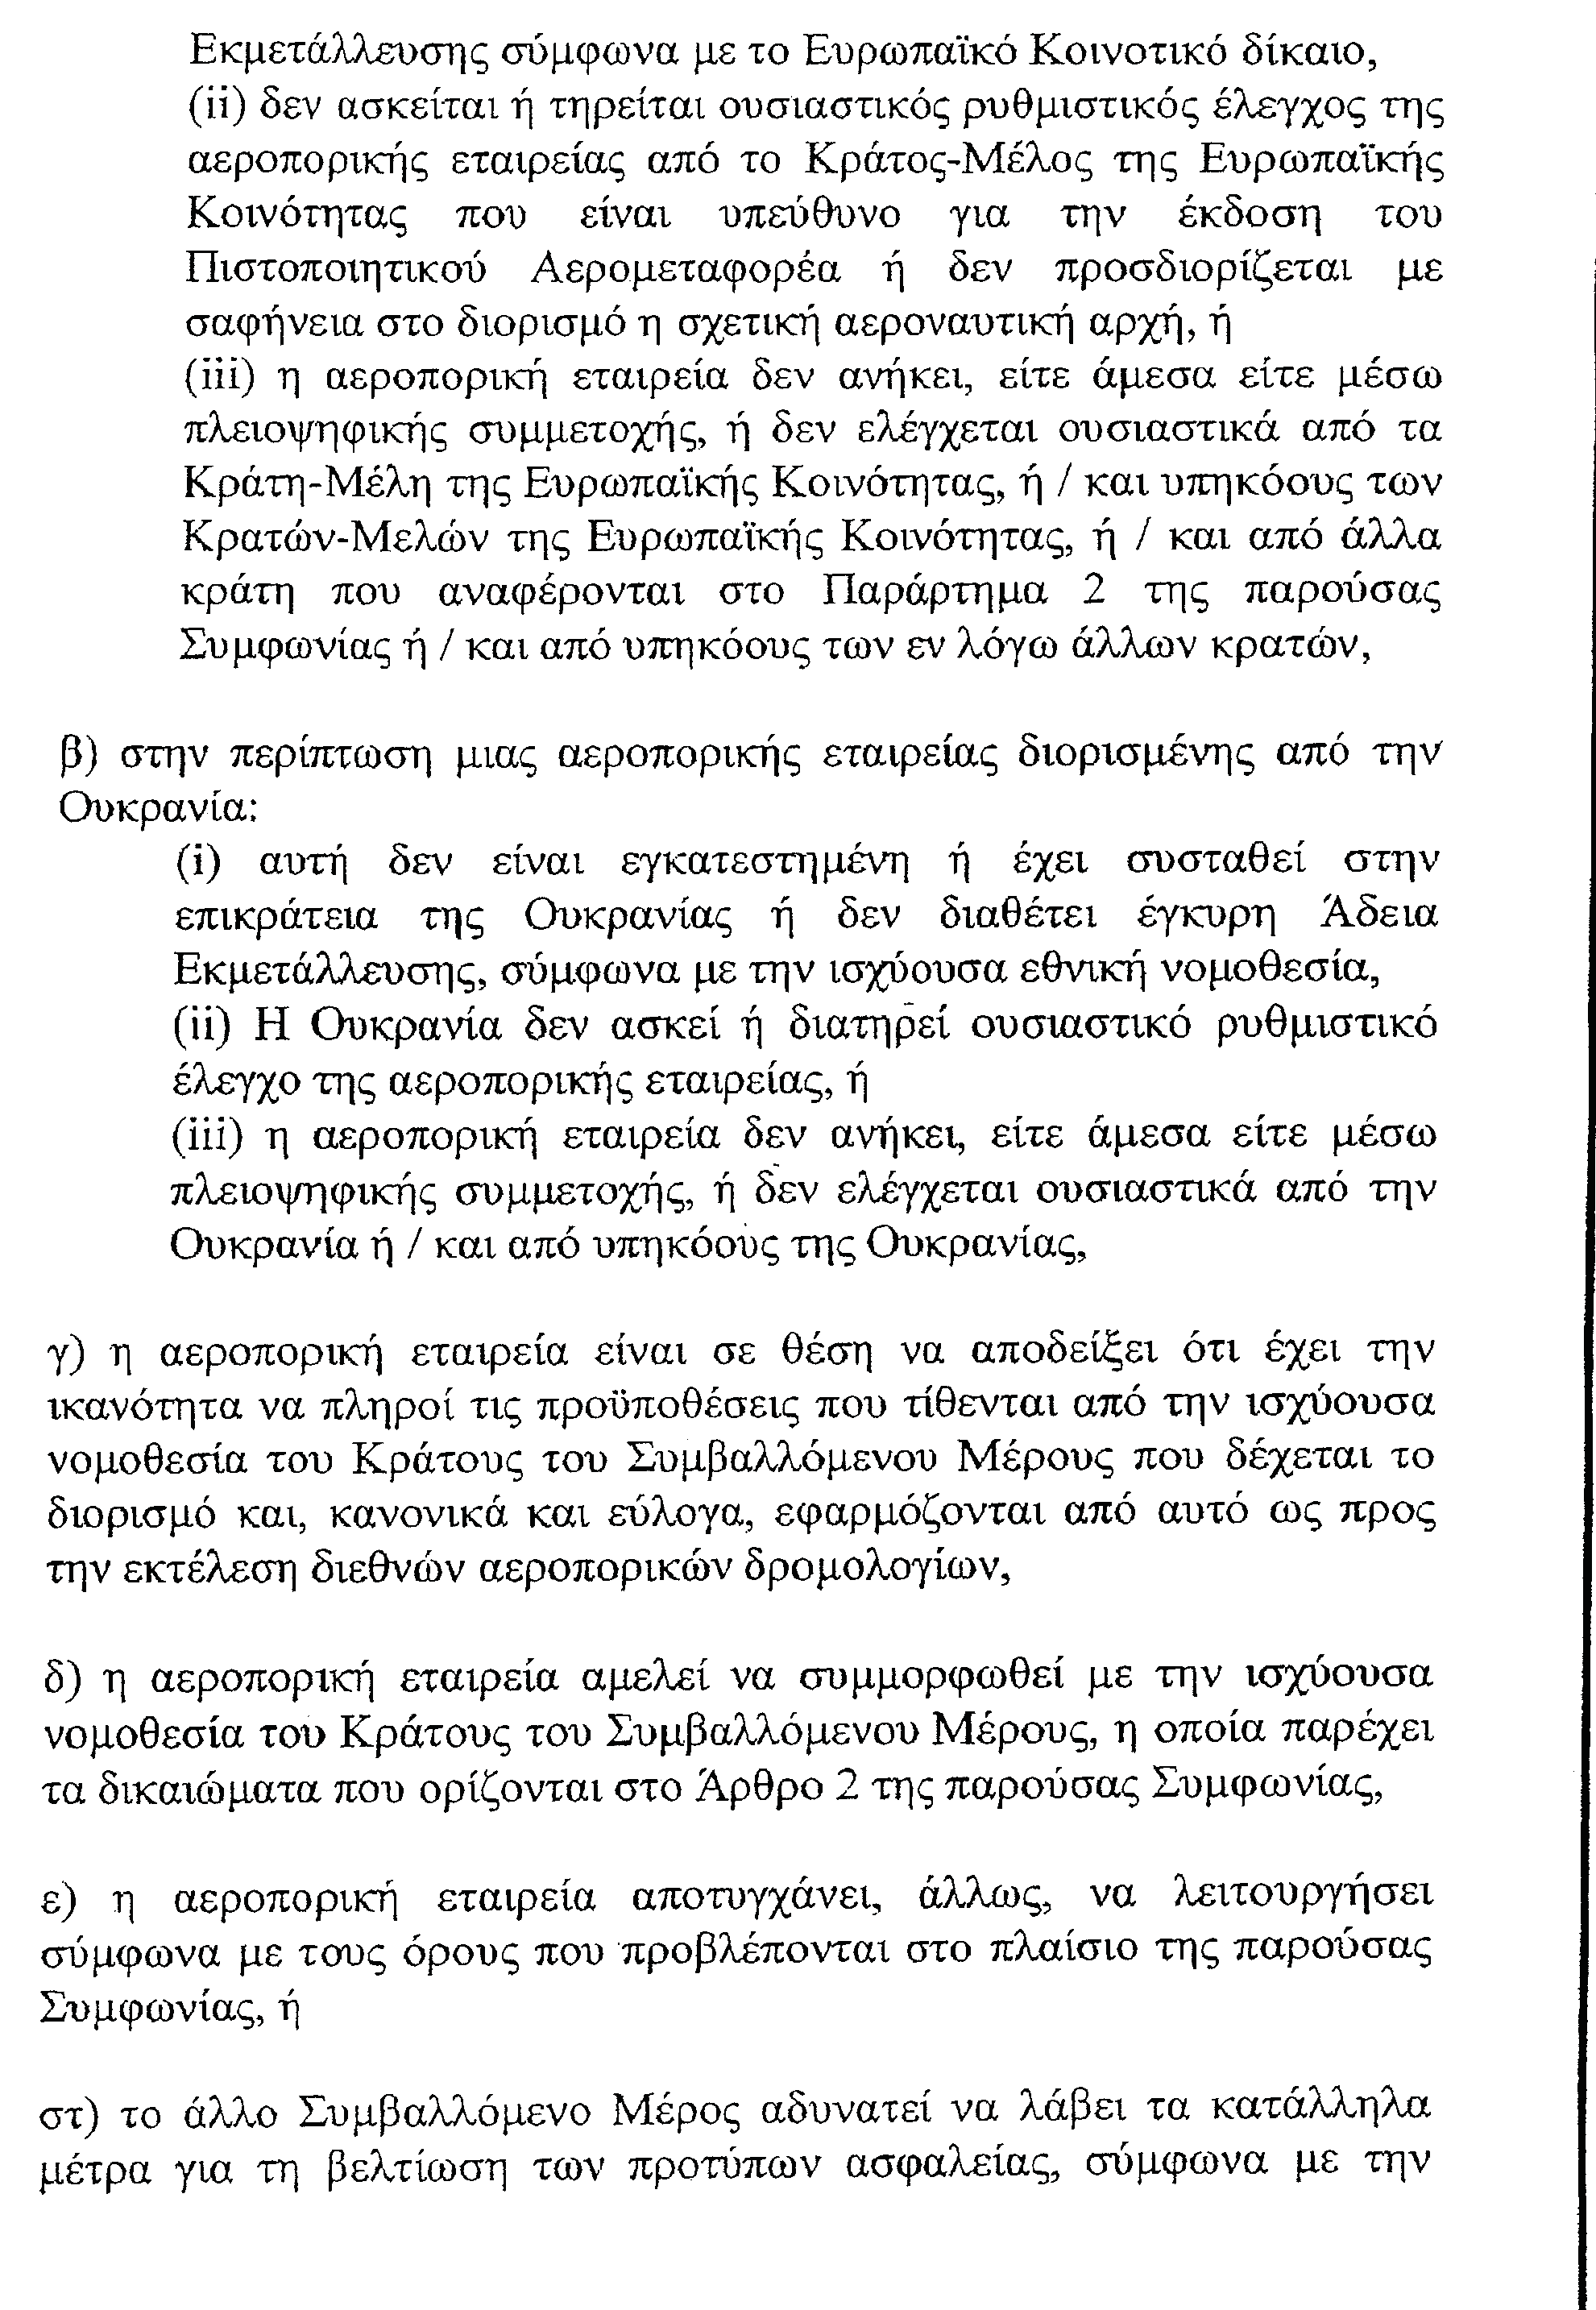 Εκμετάλλευσης σύμφωνα με το Ευρωπαϊκό Κοινοτικό δίκαιο,
(ii) δεν ασκείται ή τηρείται ουσιαστικός ρυθμιστικός έλεγχος της
αεροπορικής εταιρείας από το Κράτος-Μέλος της Ευρωπαϊκής
Κοινότητας που είναι υπεύθυνο για την έκδοση του
Πιστοποιητικού Αερομεταφορέα ή δεν προσδιορίζεται με
σαφήνεια στο διορισμό η σχετική αεροναυτική αρχή, ή
(iii) η αεροπορική εταιρεία δεν ανήκει, είτε άμεσα είτε μέσω
πλειοψηφικής συμμετοχής, ή δεν ελέγχεται ουσιαστικά από τα
Κράτη-Μέλη της Ευρωπαϊκής Κοινότητας, ή / και υπηκόους των
Κρατών-Μελών της Ευρωπαϊκής Κοινότητας, ή / και από άλλα
κράτη που αναφέρονται στο Παράρτημα 2 της παρούσας
Συμφωνίας ή / και από υπηκόους των εν λόγω άλλων κρατών,
β) στην περίπτωση μιας αεροπορικής εταιρείας διορισμένης από την
Ουκρανία:
(i) αυτή δεν είναι εγκατεστημένη ή έχει συσταθεί στην
επικράτεια της Ουκρανίας ή δεν διαθέτει έγκυρη Άδεια
Εκμετάλλευσης, σύμφωνα με την ισχύουσα εθνική νομοθεσία,
(ii) Η Ουκρανία δεν ασκεί ή διατηρεί ουσιαστικό ρυθμιστικό
έλεγχο της αεροπορικής εταιρείας, ή
(iii) η αεροπορική εταιρεία δεν ανήκει, είτε άμεσα είτε μέσω
πλειοψηφικής συμμετοχής, ή δεν ελέγχεται ουσιαστικά από την
Ουκρανία ή / και από υπηκόους της Ουκρανίας,
γ) η αεροπορική εταιρεία είναι σε θέση να αποδείξει ότι έχει την
ικανότητα να πληροί τις προϋποθέσεις που τίθενται από την ισχύουσα
νομοθεσία του Κράτους του Συμβαλλόμενου Μέρους που δέχεται το
διορισμό και, κανονικά και εύλογα, εφαρμόζονται από αυτό ως προς
την εκτέλεση διεθνών αεροπορικών δρομολογίων,
δ) η αεροπορική εταιρεία αμελεί να συμμορφωθεί με την ισχύουσα
νομοθεσία του Κράτους του Συμβαλλόμενου Μέρους, η οποία παρέχει
τα δικαιώματα που ορίζονται στο Άρθρο 2 της παρούσας Συμφωνίας,
ε) η αεροπορική εταιρεία αποτυγχάνει, άλλως, να λειτουργήσει
σύμφωνα με τους όρους που προβλέπονται στο πλαίσιο της παρούσας
Συμφωνίας, ή
στ) το άλλο Συμβαλλόμενο Μέρος αδυνατεί να λάβει τα κατάλληλα
μέτρα για τη βελτίωση των προτύπων ασφαλείας, σύμφωνα με την